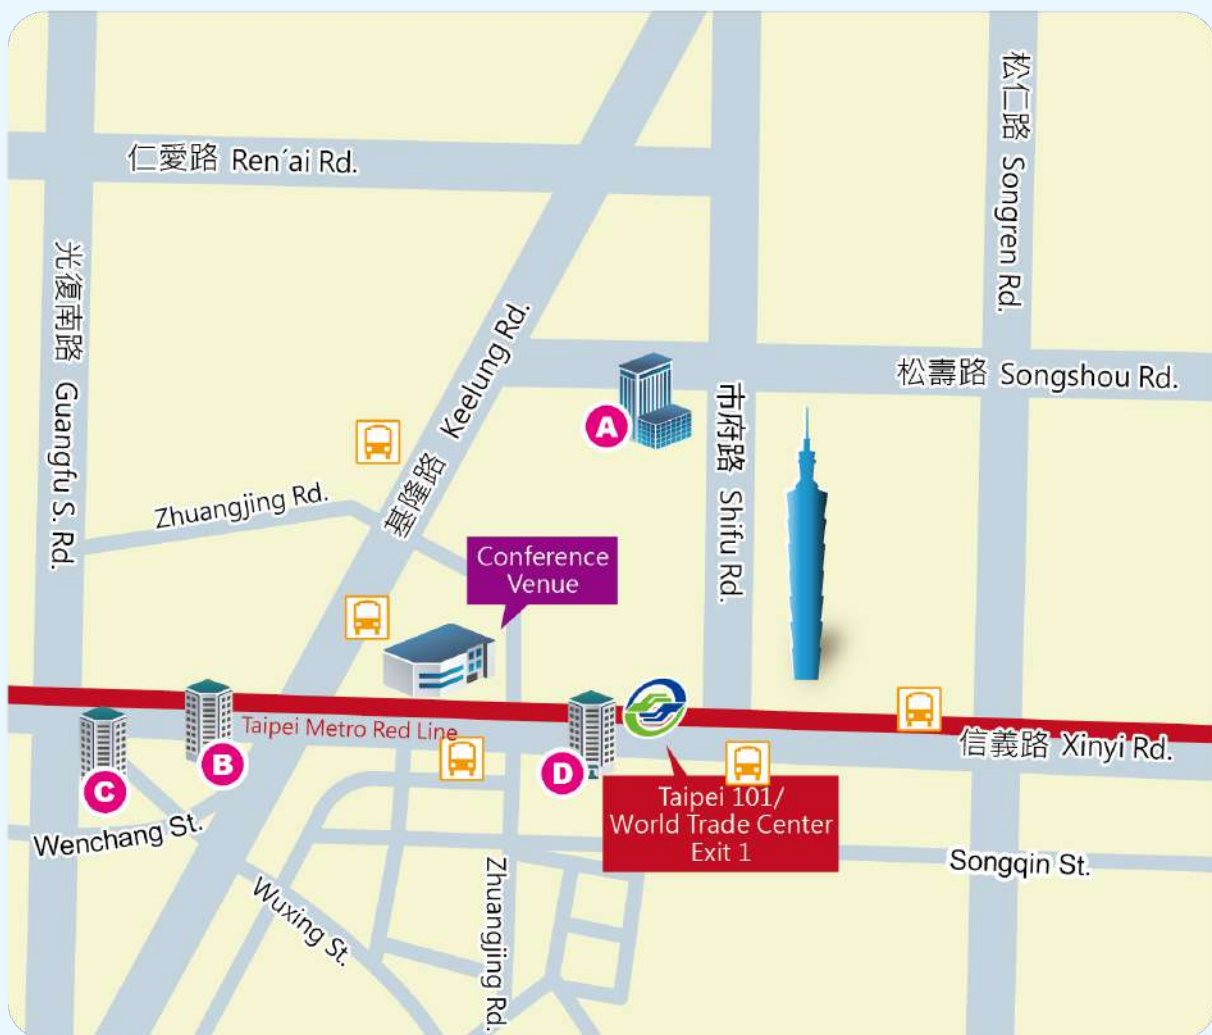 松仁路 Songren Rd.
仁愛路 Ren´ai Rd.
光復南路 Guangfu S. Rd.
基隆路 Keelung Rd.
松壽路 Songshou Rd.
A
市府路 Shifu Rd.
Zhuangjing Rd.
Conference
Venue
Taipei Metro Red Line
信義路 Xinyi Rd.
B
D
C
Taipei 101/
World Trade Center
Exit 1
Wenchang St.
Songqin St.
Wuxing St.
Zhuangjing Rd.